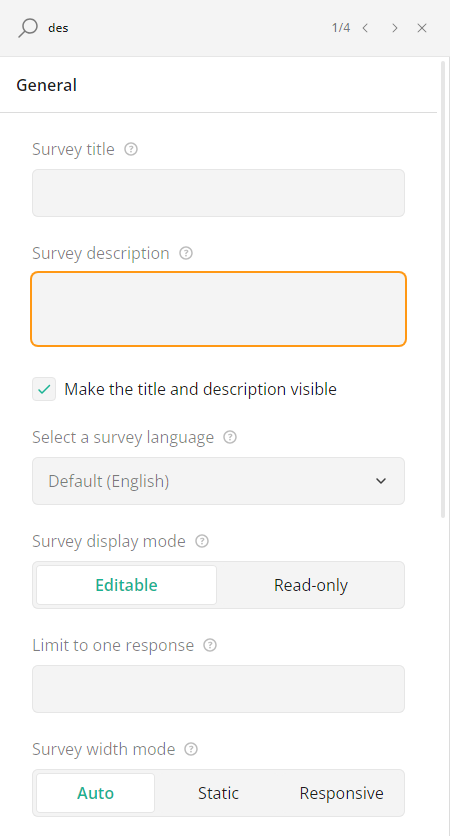 des 1/4
General
Survey title
Survey description
Make the title and description visible
Select a survey language
Default (English)
Survey display mode
Editable Read-only
Limit to one response
Survey width mode
Auto Static Responsive